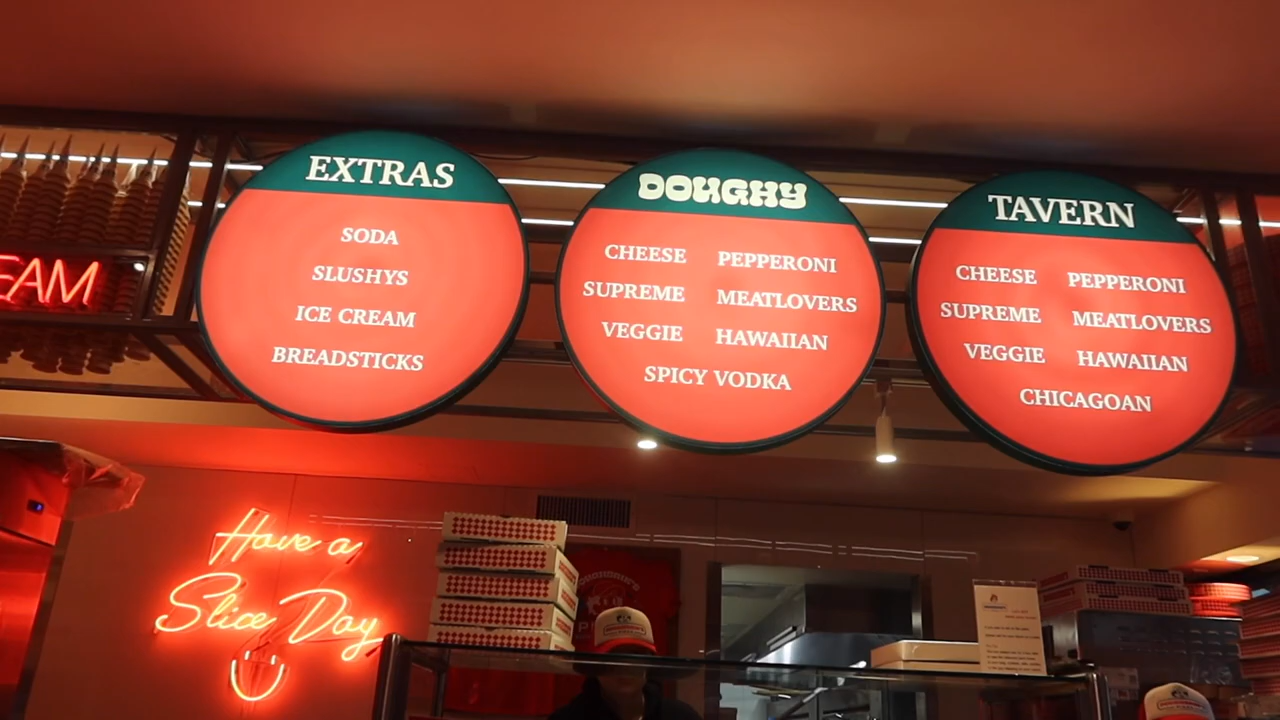 EXTRAS
SODA
SLUSHYS
ICE CREAM
BREADSTICKS
DOUGHY
CHEESE PEPPERONI
SUPREME MEATLOVERS
VEGGIE HAWAIIAN
SPICY VODKA
TAVERN
CHEESE PEPPERONI
SUPREME MEATLOVERS
VEGGIE HAWAIIAN
CHICAGOAN
EAM
Have a
Slice Day